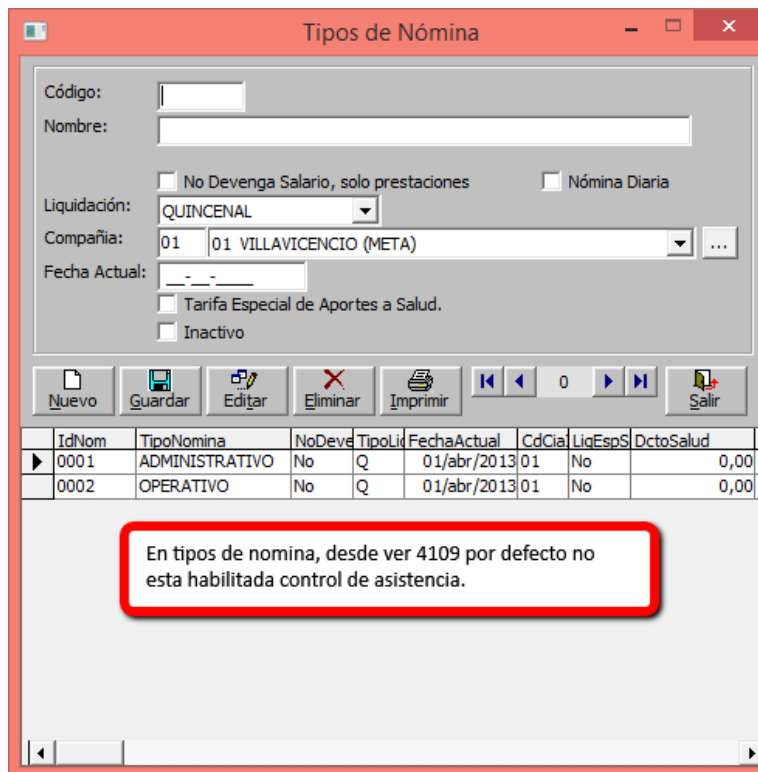 Tipos de Nómina
Código:
Nombre:
No Devenga Salario, solo prestaciones
Nómina Diaria
Liquidación:
QUINCENAL
Compañia:
01
01 VILLAVICENCIO (META)
...
Fecha Actual:
__-__-____
Tarifa Especial de Aportes a Salud.
Inactivo
Nuevo
Guardar
Editar
Eliminar
Imprimir
0
Salir
IdNom TipoNomina NoDeve TipoLiq FechaActual CdCia LiqEspS DctoSalud
0001 ADMINISTRATIVO No Q 01/abr/2013 01 No 0,00
0002 OPERATIVO No Q 01/abr/2013 01 No 0,00
En tipos de nomina, desde ver 4109 por defecto no
esta habilitada control de asistencia.